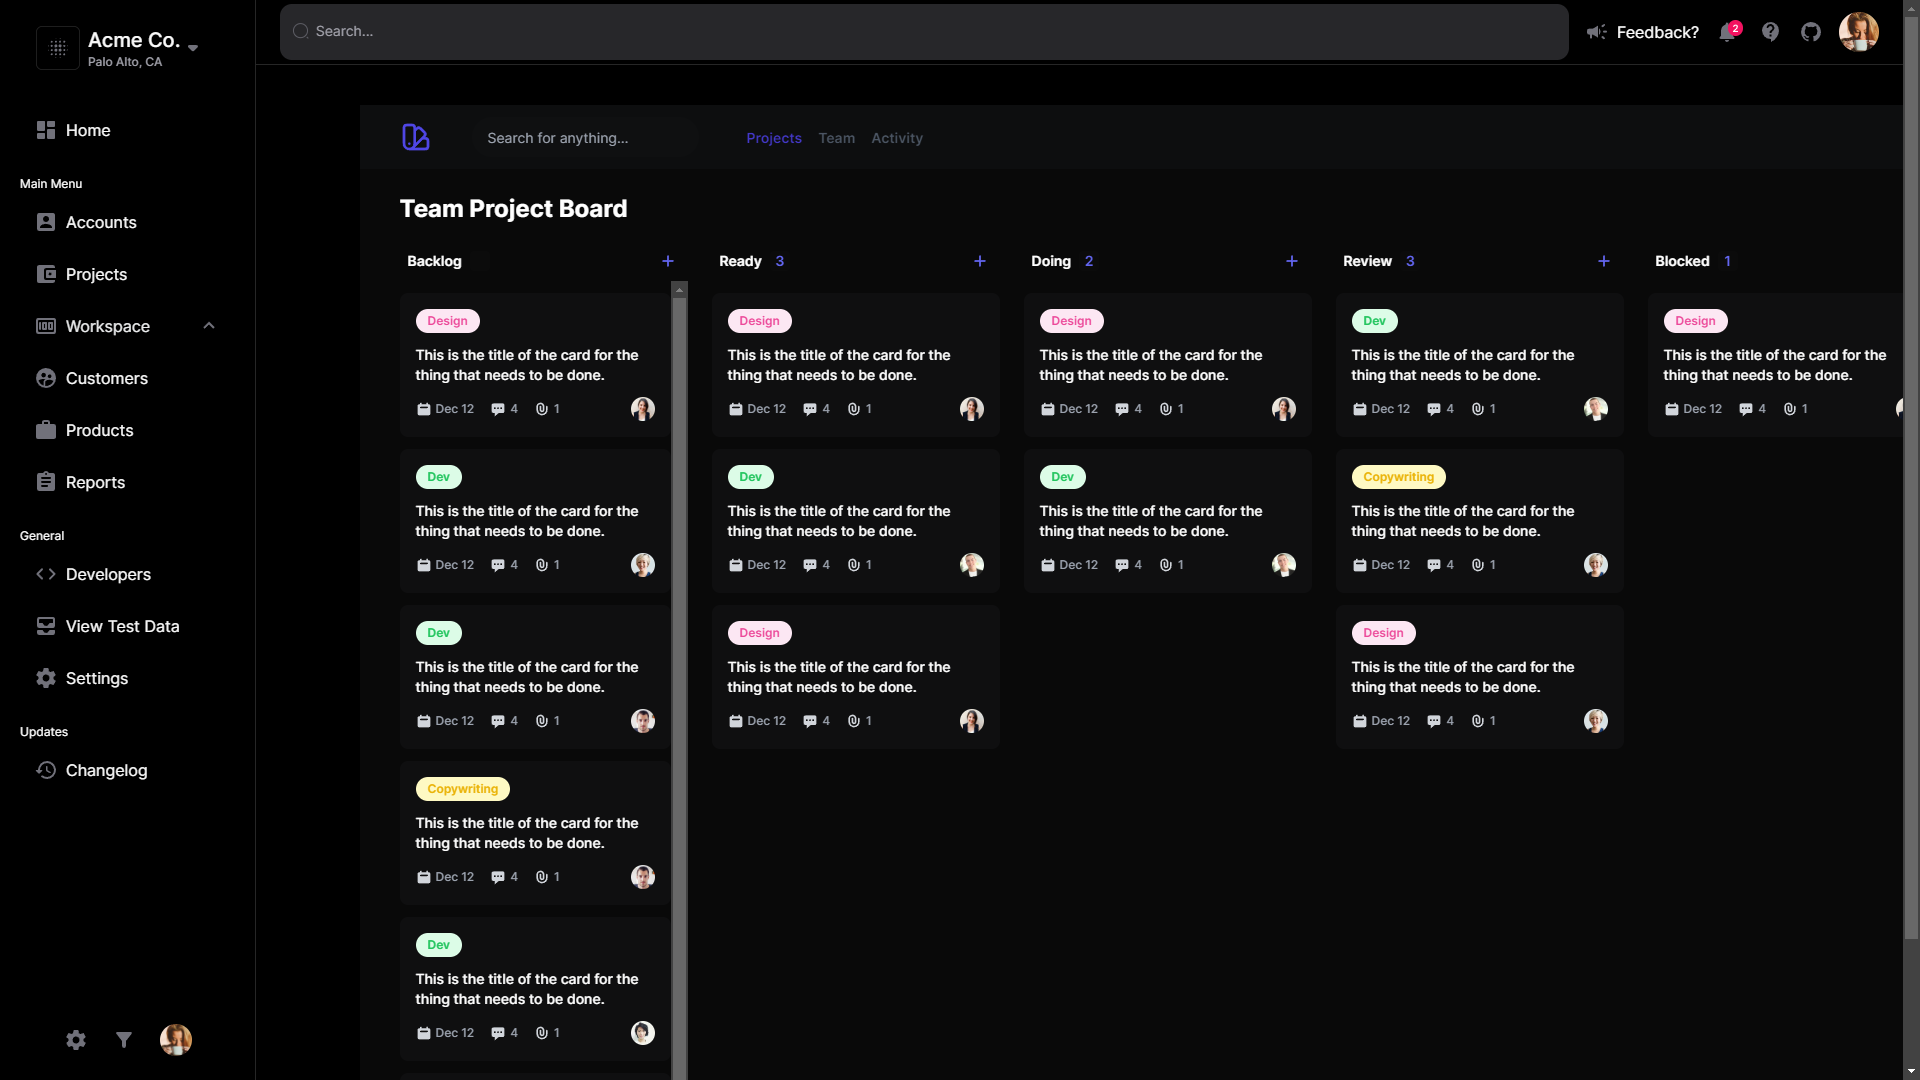 Acme Co.
Palo Alto, CA
Home
Main Menu
Accounts
Projects
Workspace
Customers
Products
Reports
General
Developers
View Test Data
Settings
Updates
Changelog
Search...
Feedback?
2
Search for anything...
Projects
Team
Activity
Team Project Board
Backlog
Design
This is the title of the card for the
thing that needs to be done.
Dec 12 4 1
Dev
This is the title of the card for the
thing that needs to be done.
Dec 12 4 1
Dev
This is the title of the card for the
thing that needs to be done.
Dec 12 4 1
Copywriting
This is the title of the card for the
thing that needs to be done.
Dec 12 4 1
Dev
This is the title of the card for the
thing that needs to be done.
Dec 12 4 1
Ready 3
Design
This is the title of the card for the
thing that needs to be done.
Dec 12 4 1
Dev
This is the title of the card for the
thing that needs to be done.
Dec 12 4 1
Design
This is the title of the card for the
thing that needs to be done.
Dec 12 4 1
Doing 2
Design
This is the title of the card for the
thing that needs to be done.
Dec 12 4 1
Dev
This is the title of the card for the
thing that needs to be done.
Dec 12 4 1
Review 3
Dev
This is the title of the card for the
thing that needs to be done.
Dec 12 4 1
Copywriting
This is the title of the card for the
thing that needs to be done.
Dec 12 4 1
Design
This is the title of the card for the
thing that needs to be done.
Dec 12 4 1
Blocked 1
Design
This is the title of the card for the
thing that needs to be done.
Dec 12 4 1